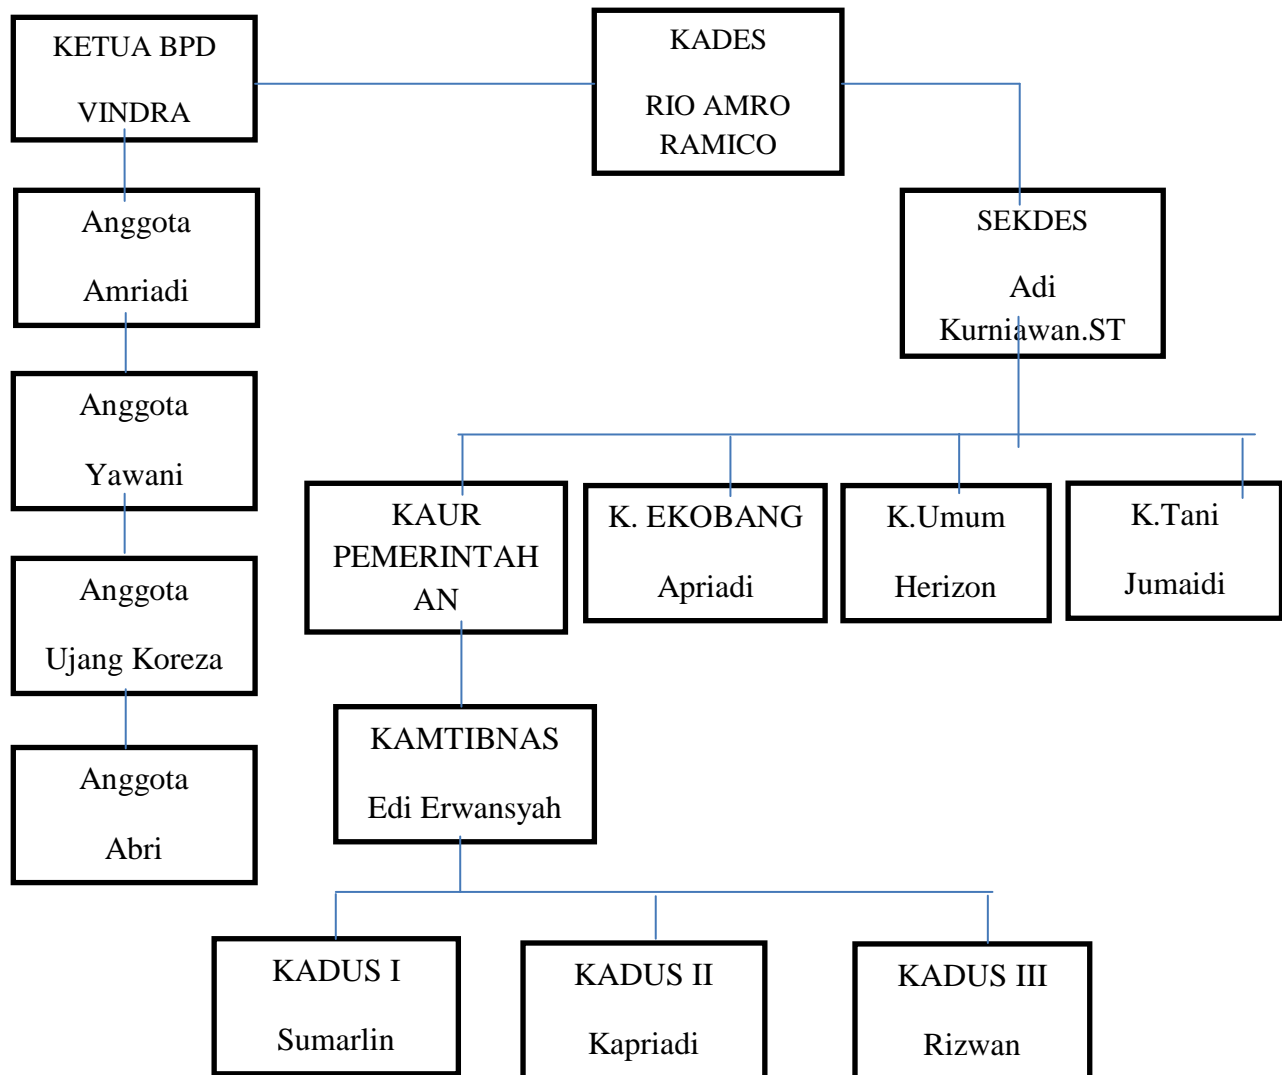 KETUA BPD
VINDRA
KADES
RIO AMRO
RAMICO
Anggota
Amriadi
SEKDES
Adi
Kurniawan.ST
Anggota
Yawani
KAUR
PEMERINTAH
AN
K. EKOBANG
Apriadi
K.Umum
Herizon
K.Tani
Jumaidi
Anggota
Ujang Koreza
KAMTIBNAS
Edi Erwansyah
Anggota
Abri
KADUS I
Sumarlin
KADUS II
Kapriadi
KADUS III
Rizwan